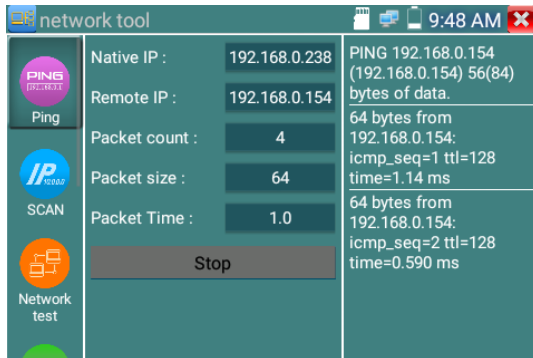 network tool
9:48 AM
PING
Ping
IP
SCAN
Network
test
Native IP :
192.168.0.238
Remote IP :
192.168.0.154
Packet count :
4
Packet size :
64
Packet Time :
1.0
Stop
PING 192.168.0.154
(192.168.0.154) 56(84)
bytes of data.
64 bytes from
192.168.0.154:
icmp_seq=1 ttl=128
time=1.14 ms
64 bytes from
192.168.0.154:
icmp_seq=2 ttl=128
time=0.590 ms